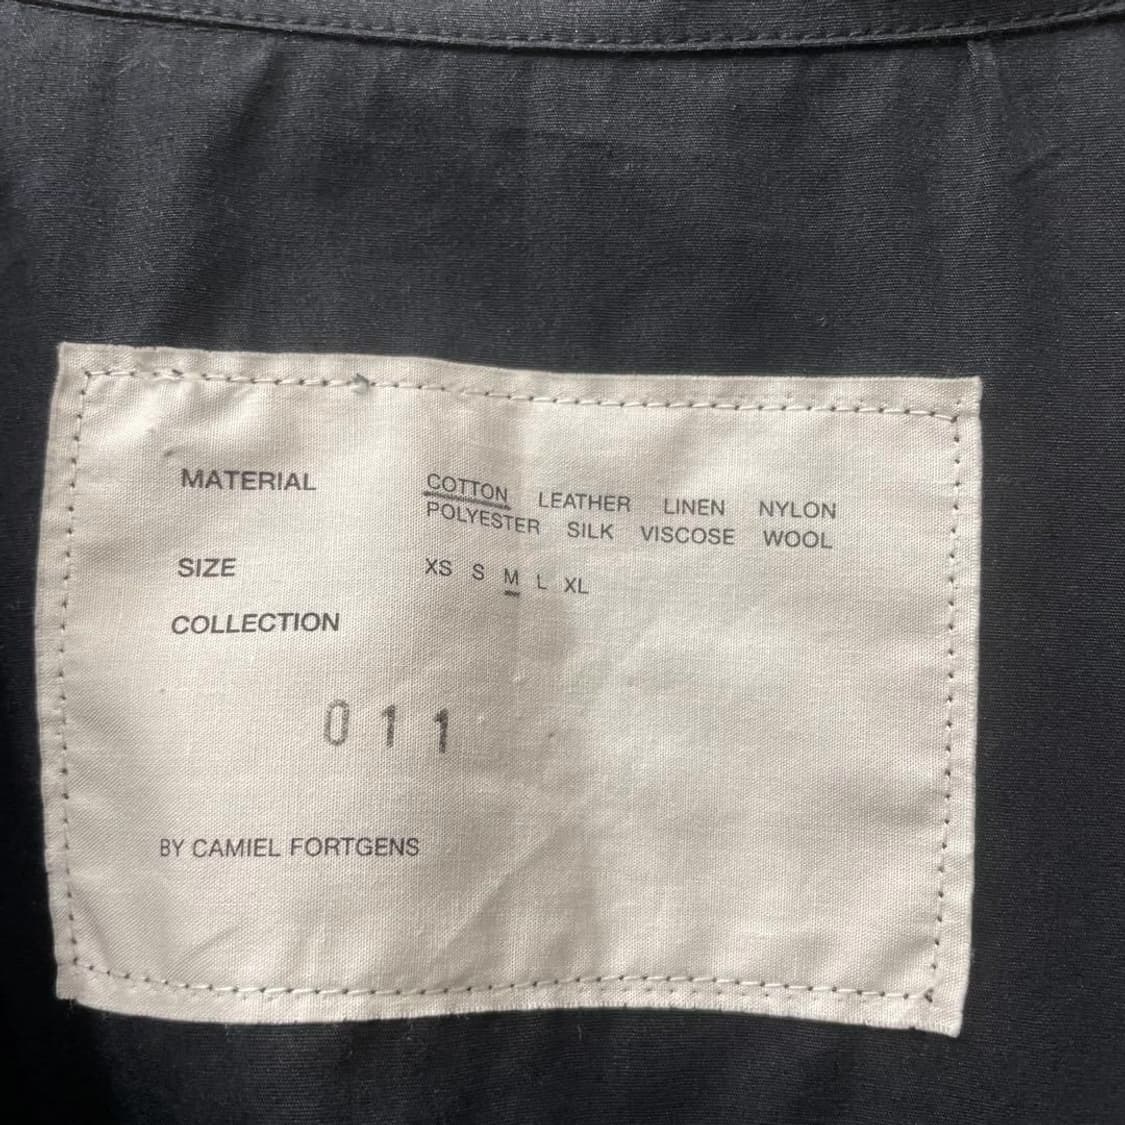 MATERIAL COTTON LEATHER LINEN NYLON
POLYESTER SILK VISCOSE WOOL
SIZE XS S M L XL
COLLECTION
011
BY CAMIEL FORTGENS